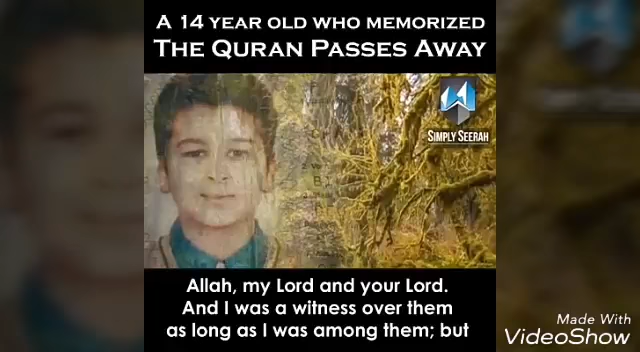 A 14 YEAR OLD WHO MEMORIZED
THE QURAN PASSES AWAY
SIMPLY SEERAH
Allah, my Lord and your Lord.
And I was a witness over them
as long as I was among them; but
Made With
VideoShow